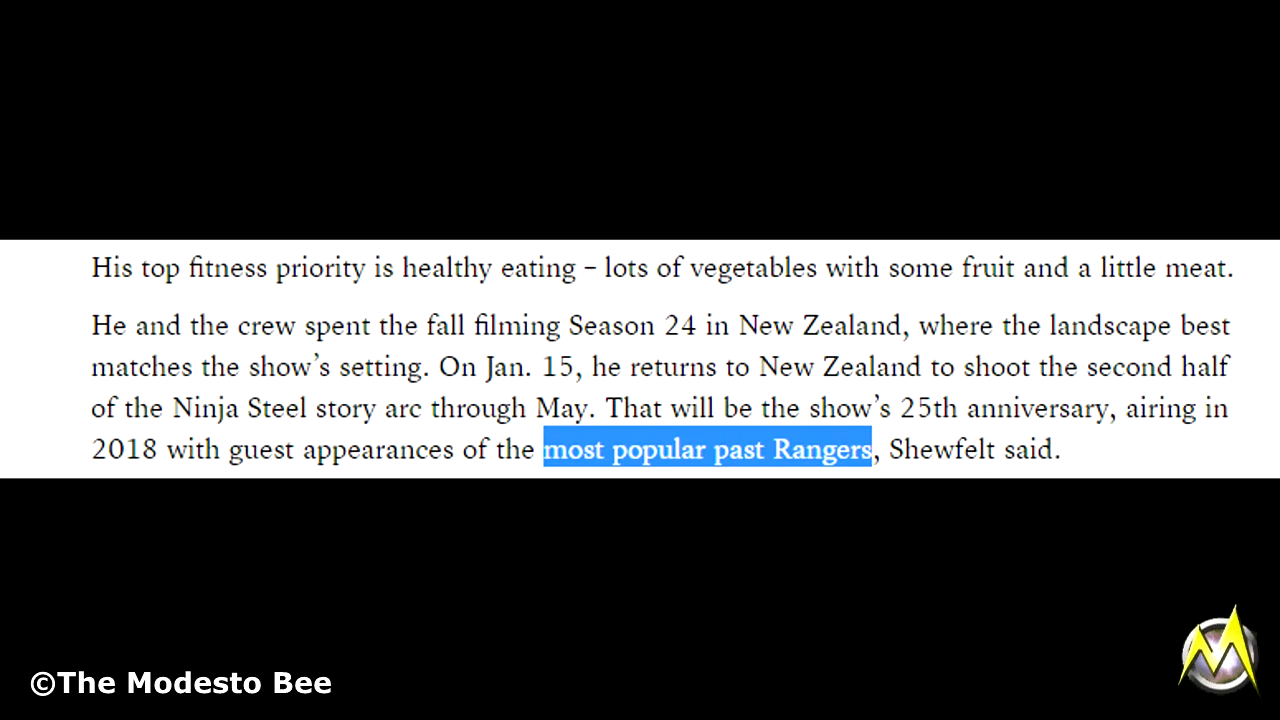 His top fitness priority is healthy eating – lots of vegetables with some fruit and a little meat.
He and the crew spent the fall filming Season 24 in New Zealand, where the landscape best
matches the show’s setting. On Jan. 15, he returns to New Zealand to shoot the second half
of the Ninja Steel story arc through May. That will be the show’s 25th anniversary, airing in
2018 with guest appearances of the most popular past Rangers, Shewfelt said.
©The Modesto Bee
M